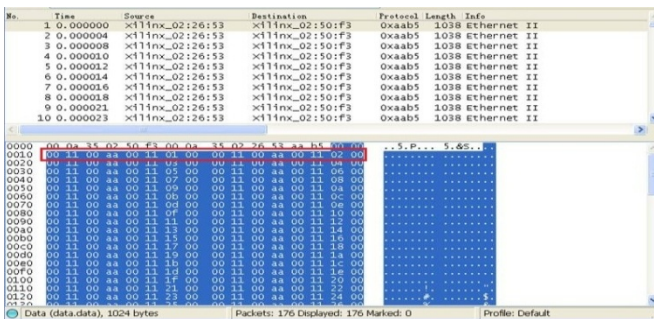 No. Time Source Destination Protocol Length Info
1 0.000000 Xilinx_02:26:53 Xilinx_02:50:f3 0xaab5 1038 Ethernet II
2 0.000004 Xilinx_02:26:53 Xilinx_02:50:f3 0xaab5 1038 Ethernet II
3 0.000008 Xilinx_02:26:53 Xilinx_02:50:f3 0xaab5 1038 Ethernet II
4 0.000010 Xilinx_02:26:53 Xilinx_02:50:f3 0xaab5 1038 Ethernet II
5 0.000012 Xilinx_02:26:53 Xilinx_02:50:f3 0xaab5 1038 Ethernet II
6 0.000014 Xilinx_02:26:53 Xilinx_02:50:f3 0xaab5 1038 Ethernet II
7 0.000016 Xilinx_02:26:53 Xilinx_02:50:f3 0xaab5 1038 Ethernet II
8 0.000018 Xilinx_02:26:53 Xilinx_02:50:f3 0xaab5 1038 Ethernet II
9 0.000021 Xilinx_02:26:53 Xilinx_02:50:f3 0xaab5 1038 Ethernet II
10 0.000023 Xilinx_02:26:53 Xilinx_02:50:f3 0xaab5 1038 Ethernet II
0000 00 0a 35 02 50 f3 00 0a 35 02 26 53 aa b5 00 00 ..5.P... 5.&S....
0010 00 11 00 aa 00 11 01 00 00 11 00 aa 00 11 02 00
0020 00 11 00 aa 00 11 03 00 00 11 00 aa 00 11 04 00
0030 00 11 00 aa 00 11 05 00 00 11 00 aa 00 11 06 00
0040 00 11 00 aa 00 11 07 00 00 11 00 aa 00 11 08 00
0050 00 11 00 aa 00 11 09 00 00 11 00 aa 00 11 0a 00
0060 00 11 00 aa 00 11 0b 00 00 11 00 aa 00 11 0c 00
0070 00 11 00 aa 00 11 0d 00 00 11 00 aa 00 11 0e 00
0080 00 11 00 aa 00 11 0f 00 00 11 00 aa 00 11 10 00
0090 00 11 00 aa 00 11 11 00 00 11 00 aa 00 11 12 00
00a0 00 11 00 aa 00 11 13 00 00 11 00 aa 00 11 14 00
00b0 00 11 00 aa 00 11 15 00 00 11 00 aa 00 11 16 00
00c0 00 11 00 aa 00 11 17 00 00 11 00 aa 00 11 18 00
00d0 00 11 00 aa 00 11 19 00 00 11 00 aa 00 11 1a 00
00e0 00 11 00 aa 00 11 1b 00 00 11 00 aa 00 11 1c 00
00f0 00 11 00 aa 00 11 1d 00 00 11 00 aa 00 11 1e 00
0100 00 11 00 aa 00 11 1f 00 00 11 00 aa 00 11 20 00
0110 00 11 00 aa 00 11 21 00 00 11 00 aa 00 11 22 00
0120 00 11 00 aa 00 11 23 00 00 11 00 aa 00 11 24 00
Data (data.data), 1024 bytes Packets: 176 Displayed: 176 Marked: 0 Profile: Default